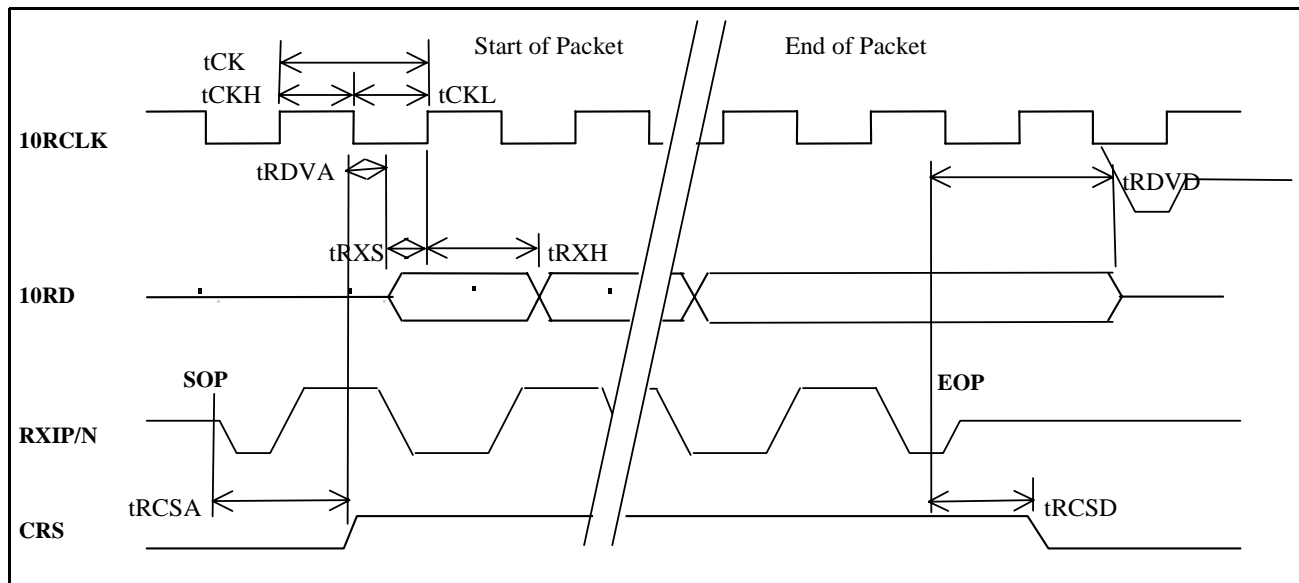 Start of Packet
End of Packet
tCK
tCKH
tCKL
10RCLK
tRDVA
tRDVD
tRXS
tRXH
10RD
SOP
EOP
RXIP/N
tRCSA
tRCSD
CRS